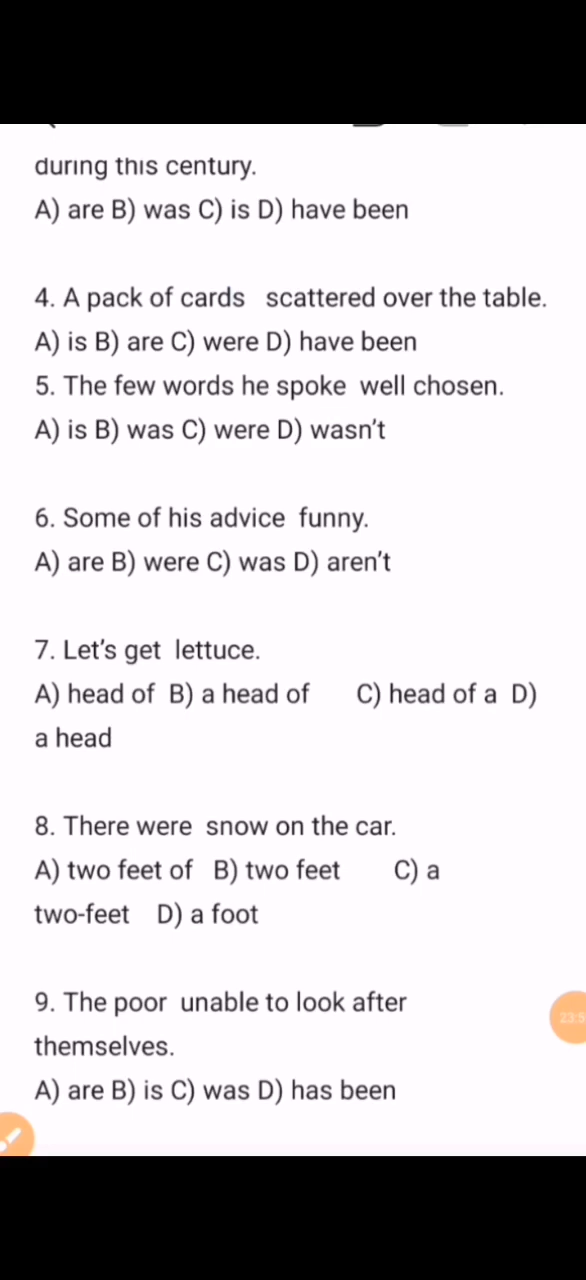 during this century.
A) are B) was C) is D) have been
4. A pack of cards scattered over the table.
A) is B) are C) were D) have been
5. The few words he spoke well chosen.
A) is B) was C) were D) wasn't
6. Some of his advice funny.
A) are B) were C) was D) aren't
7. Let's get lettuce.
A) head of B) a head of C) head of a D)
a head
8. There were snow on the car.
A) two feet of B) two feet C) a
two-feet D) a foot
9. The poor unable to look after
themselves.
A) are B) is C) was D) has been